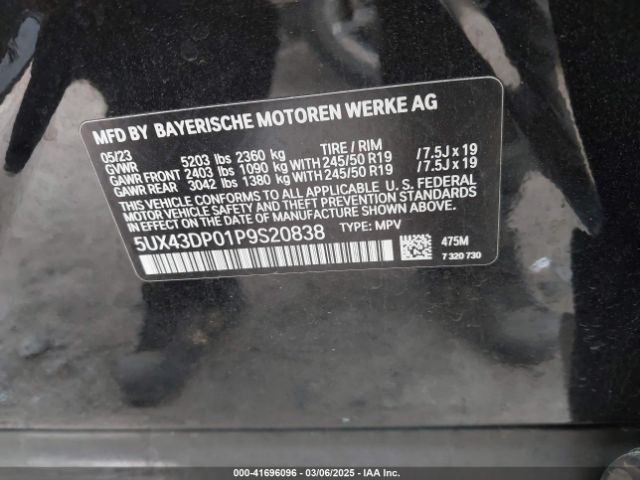 MFD BY BAYERISCHE MOTOREN WERKE AG
05/23
GVWR 5203 lbs 2360 kg TIRE / RIM
GAWR FRONT 2403 lbs 1090 kg WITH 245/50 R19 / 7.5J x 19
GAWR REAR 3042 lbs 1380 kg WITH 245/50 R19 / 7.5J x 19
THIS VEHICLE CONFORMS TO ALL APPLICABLE U. S. FEDERAL
MOTOR VEHICLE SAFETY AND THEFT PREVENTION STANDARDS
IN EFFECT ON THE DATE OF MANUFACTURE SHOWN ABOVE.
5UX43DP01P9S20838 TYPE: MPV
475M
7 320 730
000-41696096 - 03/06/2025 - IAA Inc.